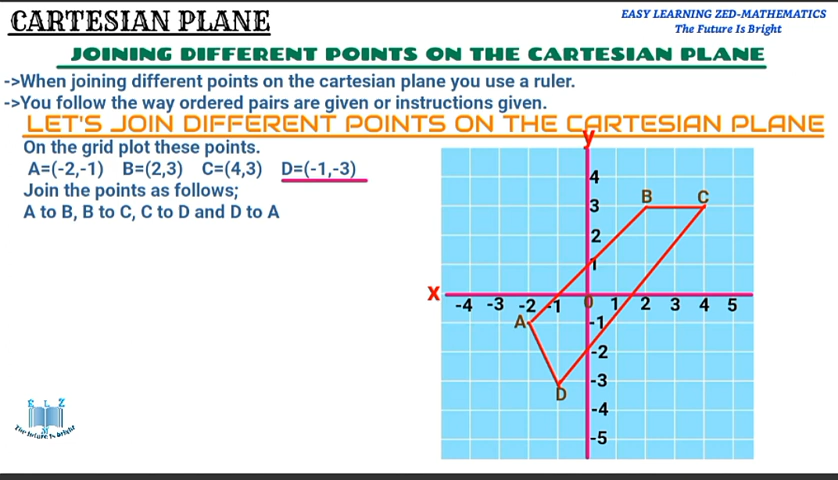 CARTESIAN PLANE
EASY LEARNING ZED-MATHEMATICS
The Future Is Bright
JOINING DIFFERENT POINTS ON THE CARTESIAN PLANE
->When joining different points on the cartesian plane you use a ruler.
->You follow the way ordered pairs are given or instructions given.
LET'S JOIN DIFFERENT POINTS ON THE CARTESIAN PLANE
On the grid plot these points.
A=(-2,-1) B=(2,3) C=(4,3) D=(-1,-3)
Join the points as follows;
A to B, B to C, C to D and D to A
y
4
B C
3
2
1
X
-4 -3 -2 -1 0 1 2 3 4 5
A -1
-2
-3
D
-4
-5
E L Z
M
The Future is Bright